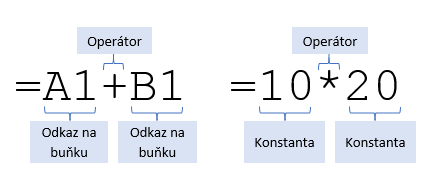 Operátor
=A1+B1
Odkaz na
buňku
Odkaz na
buňku
Operátor
=10*20
Konstanta
Konstanta